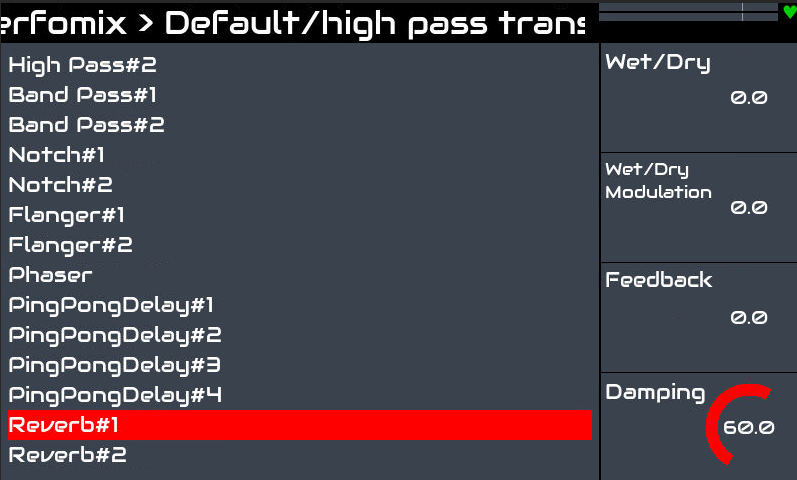 erfomix > Default/high pass trans
High Pass#2
Band Pass#1
Band Pass#2
Notch#1
Notch#2
Flanger#1
Flanger#2
Phaser
PingPongDelay#1
PingPongDelay#2
PingPongDelay#3
PingPongDelay#4
Reverb#1
Reverb#2
Wet/Dry
0.0
Wet/Dry
Modulation
0.0
Feedback
0.0
Damping
60.0